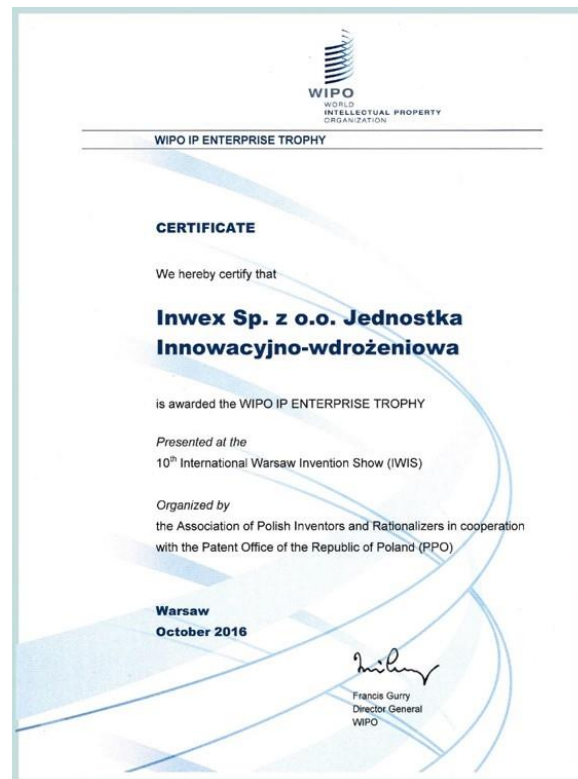 WIPO
WORLD
INTELLECTUAL PROPERTY
ORGANIZATION
WIPO IP ENTERPRISE TROPHY
CERTIFICATE
We hereby certify that
Inwex Sp. z o.o. Jednostka
Innowacyjno-wdrożeniowa
is awarded the WIPO IP ENTERPRISE TROPHY
Presented at the
10th International Warsaw Invention Show (IWIS)
Organized by
the Association of Polish Inventors and Rationalizers in cooperation
with the Patent Office of the Republic of Poland (PPO)
Warsaw
October 2016
Francis Gurry
Director General
WIPO